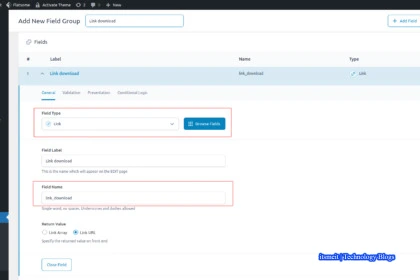 Flatsome Activate Theme New
Add New Field Group Link download + Add Field
Fields
# Label Name Type
1 Link download link_download Link
General Validation Presentation Conditional Logic
Field Type
Link Browse Fields
Field Label
Link download
This is the name which will appear on the EDIT page
Field Name
link_download
Single word, no spaces. Underscores and dashes allowed
Return Value
Link Array Link URL
Specify the returned value on front end
Close Field
itsmeit |Technology Blogs